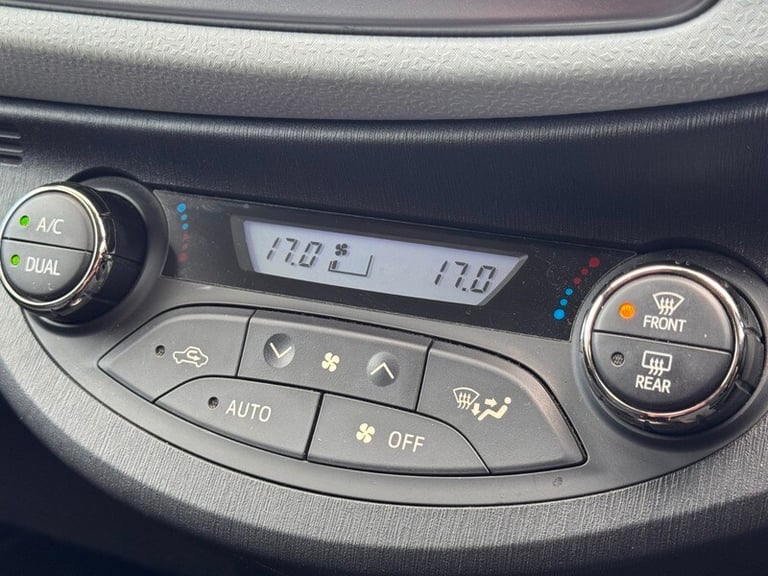 A/C
DUAL
17.0
17.0
FRONT
REAR
AUTO
OFF